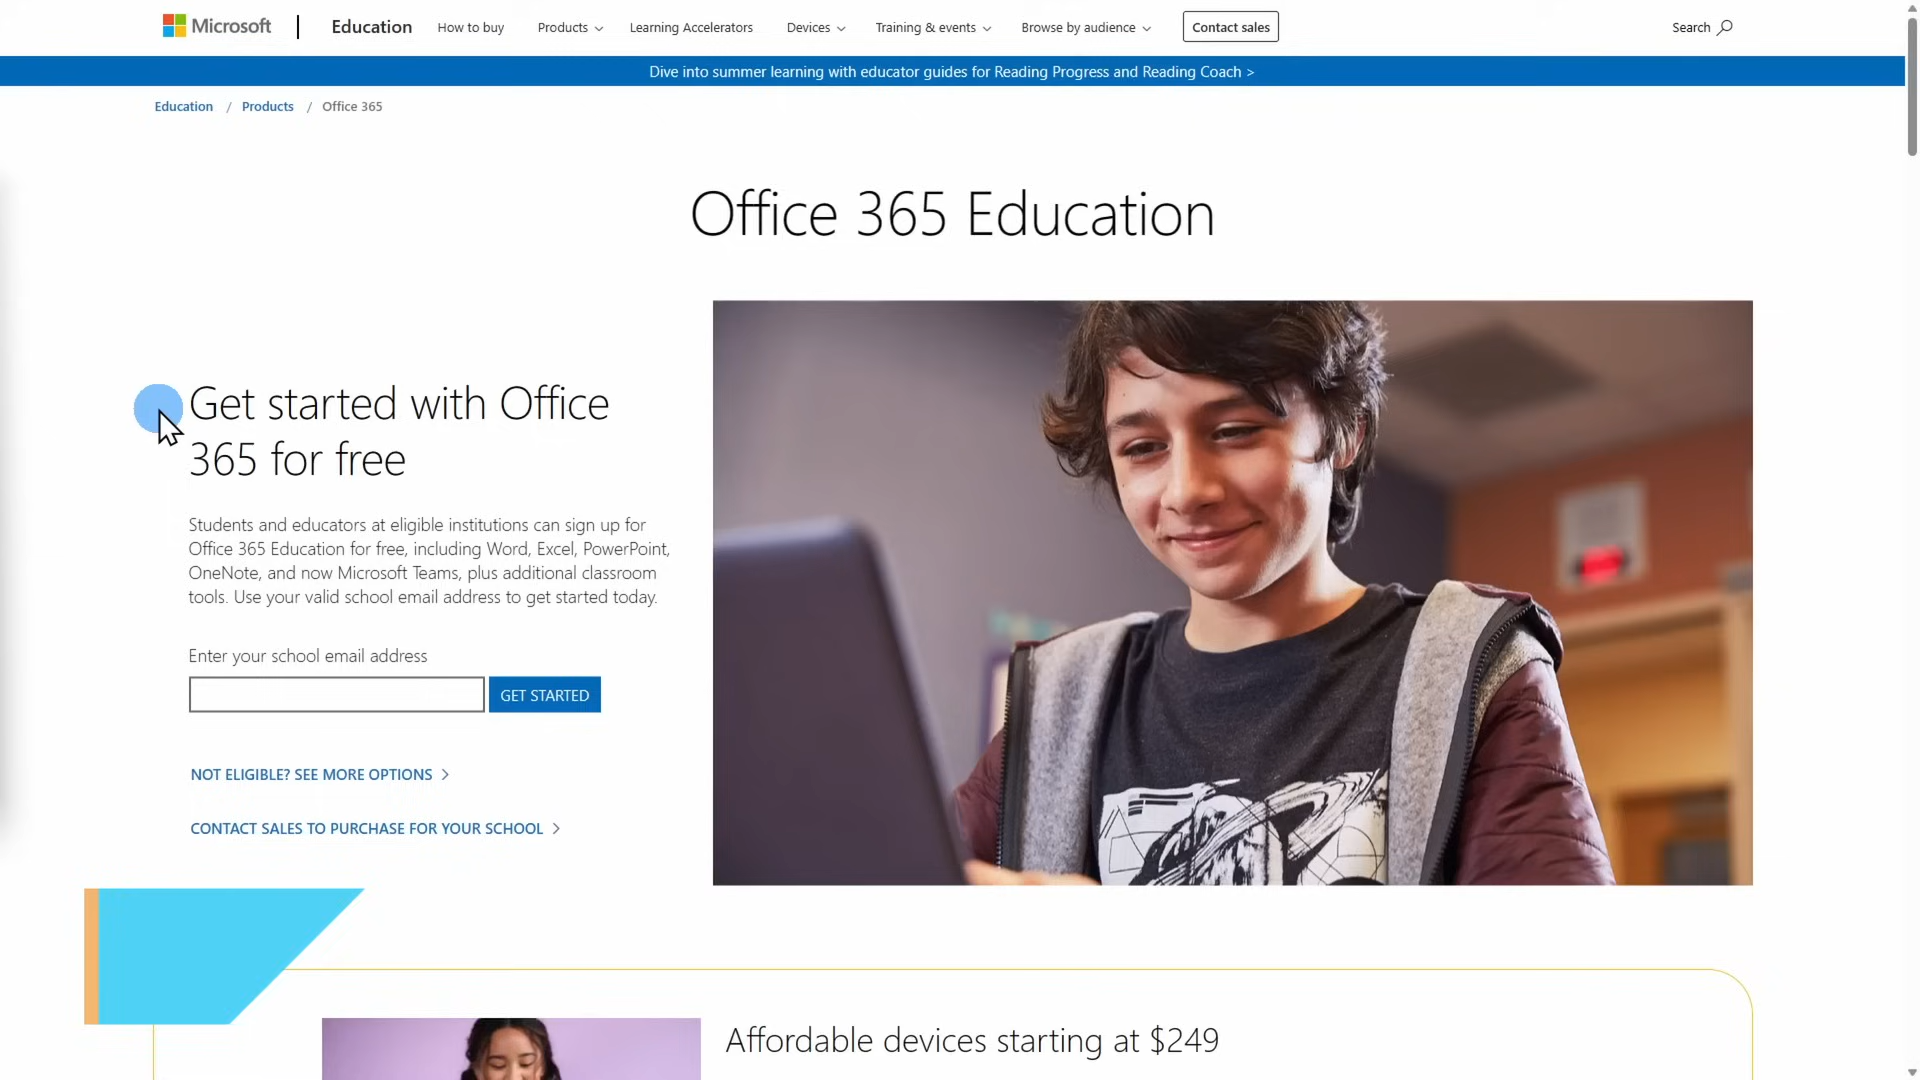 Microsoft
Education
How to buy
Products
Learning Accelerators
Devices
Training & events
Browse by audience
Contact sales
Search
Dive into summer learning with educator guides for Reading Progress and Reading Coach >
Education / Products / Office 365
Office 365 Education
Get started with Office
365 for free
Students and educators at eligible institutions can sign up for
Office 365 Education for free, including Word, Excel, PowerPoint,
OneNote, and now Microsoft Teams, plus additional classroom
tools. Use your valid school email address to get started today.
Enter your school email address
GET STARTED
NOT ELIGIBLE? SEE MORE OPTIONS >
CONTACT SALES TO PURCHASE FOR YOUR SCHOOL >
Affordable devices starting at $249